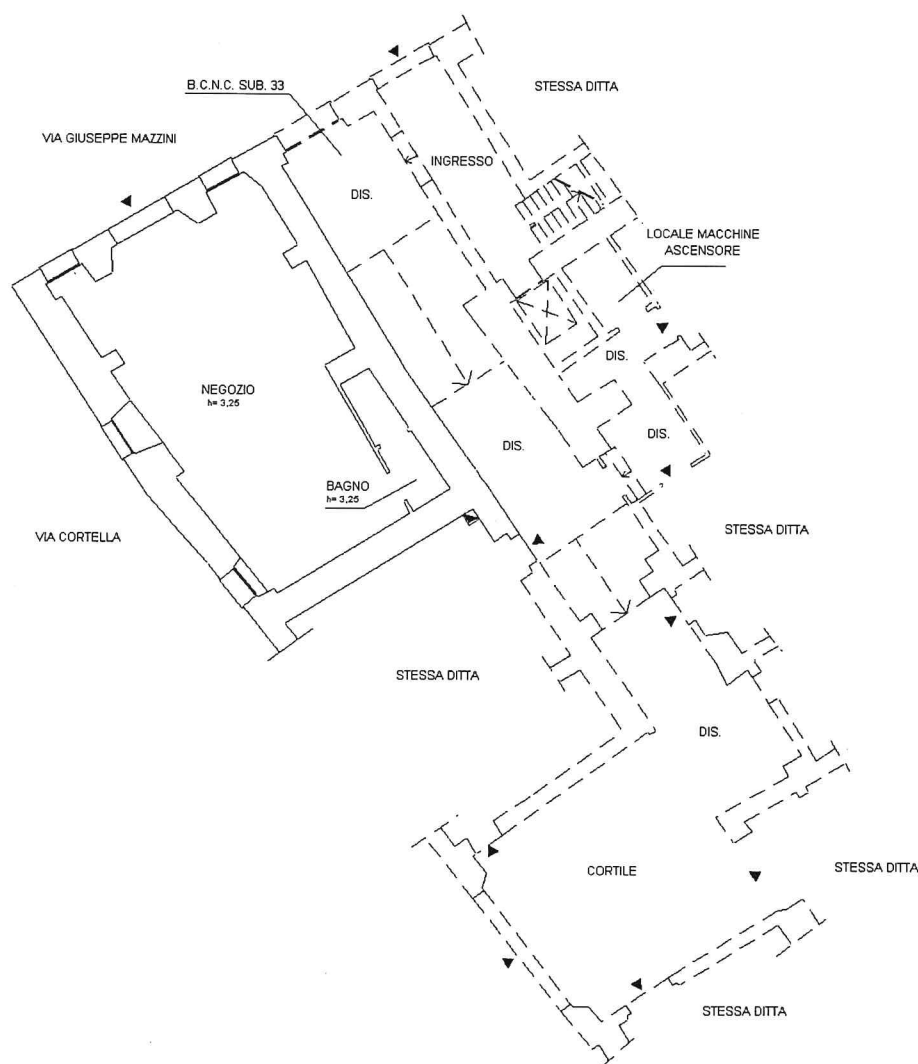 B.C.N.C. SUB. 33
STESSA DITTA
VIA GIUSEPPE MAZZINI
INGRESSO
DIS.
LOCALE MACCHINE
ASCENSORE
DIS.
NEGOZIO
h= 3,25
DIS.
DIS.
BAGNO
h= 3,25
VIA CORTELLA
STESSA DITTA
STESSA DITTA
DIS.
CORTILE
STESSA DITTA
STESSA DITTA